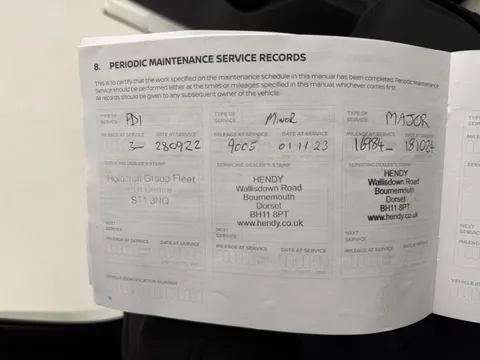 8. PERIODIC MAINTENANCE SERVICE RECORDS
This is to certify that the work specified on the maintenance schedule in this manual has been completed. Periodic Maintenance
Service should be performed either at the times or mileages specified in this manual whichever comes first.
All records should be given to any subsequent owner of the vehicle.
TYPE OF SERVICE PDI
MILEAGE AT SERVICE DATE AT SERVICE
3- 280922
SERVICING DEALER'S STAMP
Group Fleet
Centre
ST1 3NQ
NEXT SERVICE
MILEAGE AT SERVICE DATE AT SERVICE
VEHICLE IDENTIFICATION NUMBER
TYPE OF SERVICE Minor
MILEAGE AT SERVICE DATE AT SERVICE
9005 011123
SERVICING DEALER'S STAMP
HENDY
Wallisdown Road
Bournemouth
Dorset
BH11 8PT
www.hendy.co.uk
NEXT SERVICE
MILEAGE AT SERVICE DATE AT SERVICE
TYPE OF SERVICE MAJOR
MILEAGE AT SERVICE DATE AT SERVICE
16984- 181024
SERVICING DEALER'S STAMP
HENDY
Wallisdown Road
Bournemouth
Dorset
BH11 8PT
www.hendy.co.uk
NEXT SERVICE
MILEAGE AT SERVICE DATE AT SERVICE